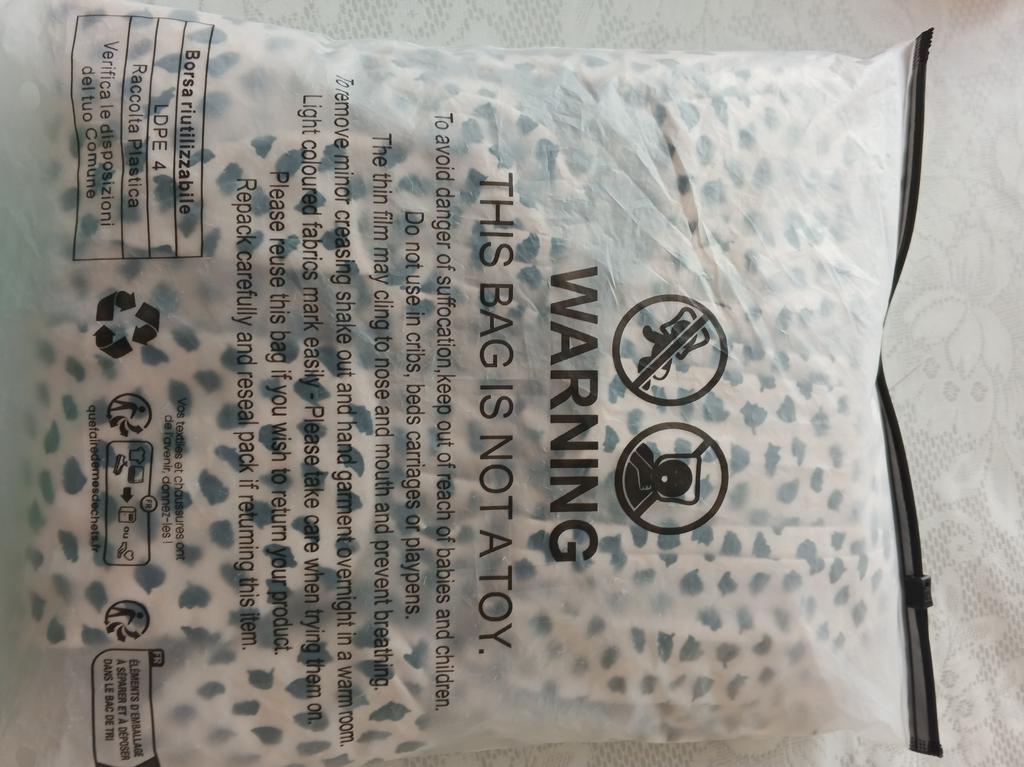 WARNING
THIS BAG IS NOT A TOY.
To avoid danger of suffocation,keep out of reach of babies and children.
Do not use in cribs, beds carriages or playpens.
The thin film may cling to nose and mouth and prevent breathing.
To remove minor creasing shake out and hand garment overnight in a warm room.
Light coloured fabrics mark easily - Please take care when trying them on.
Please reuse this bag if you wish to return your product.
Repack carefully and reseal pack if returning this item.
Borsa riutilizzabile
LDPE 4
Raccolta Plastica
Verifica le disposizioni
del tuo Comune
Vos textiles et chaussures ont
de l'avenir, donnez-les !
FR
ou
quefairedemesdechets.fr
FR
ÉLÉMENTS D'EMBALLAGE
À SÉPARER ET À DÉPOSER
DANS LE BAC DE TRI